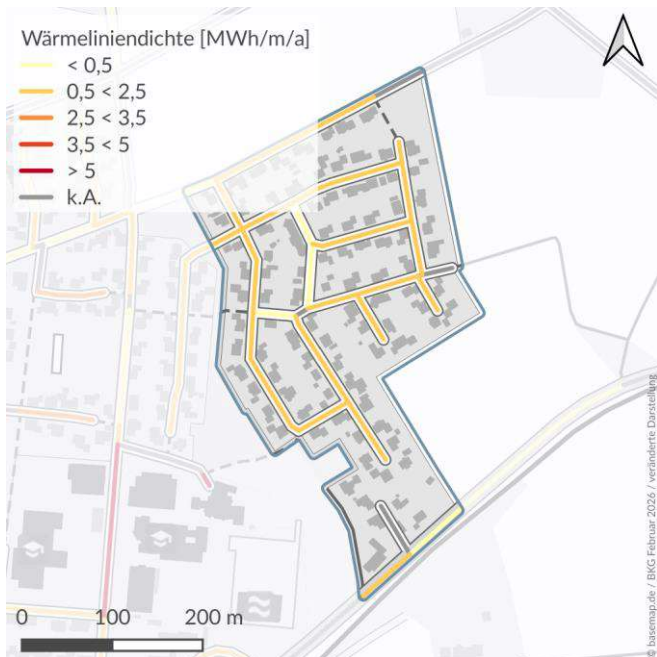 Wärmeliniendichte [MWh/m/a]
< 0,5
0,5 < 2,5
2,5 < 3,5
3,5 < 5
> 5
k.A.
0 100 200 m
© basemap.de / BKG Februar 2026 / veränderte Darstellung